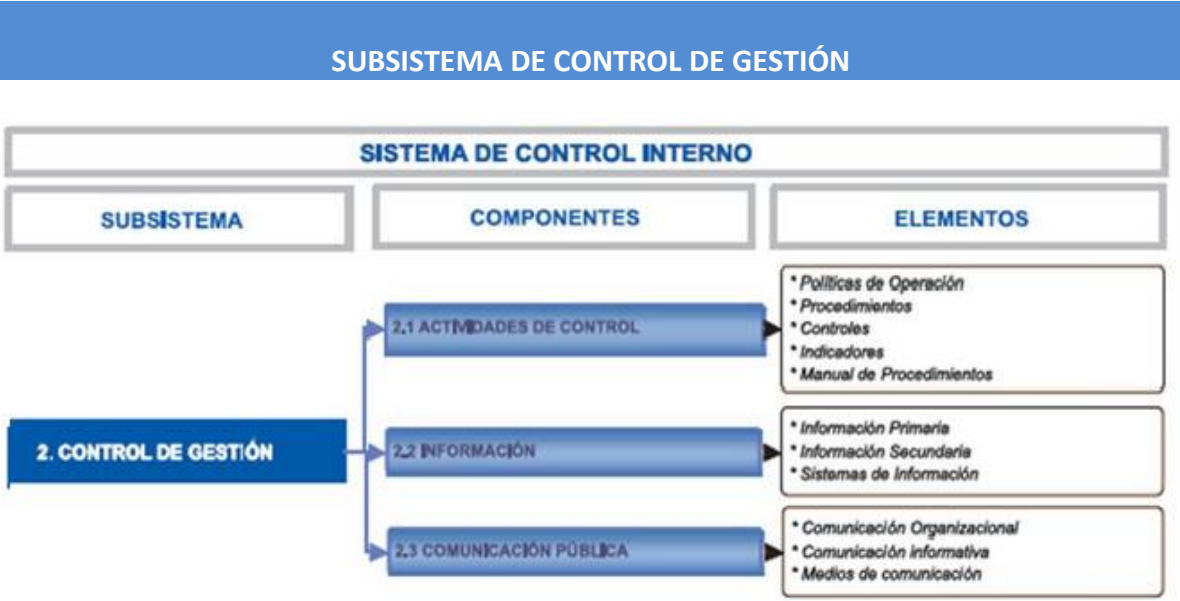 SUBSISTEMA DE CONTROL DE GESTIÓN
SISTEMA DE CONTROL INTERNO
SUBSISTEMA
COMPONENTES
ELEMENTOS
2. CONTROL DE GESTIÓN
2.1 ACTIVIDADES DE CONTROL
* Políticas de Operación
* Procedimientos
* Controles
* Indicadores
* Manual de Procedimientos
2.2 INFORMACIÓN
* Información Primaria
* Información Secundaria
* Sistemas de Información
2.3 COMUNICACIÓN PÚBLICA
* Comunicación Organizacional
* Comunicación informativa
* Medios de comunicación